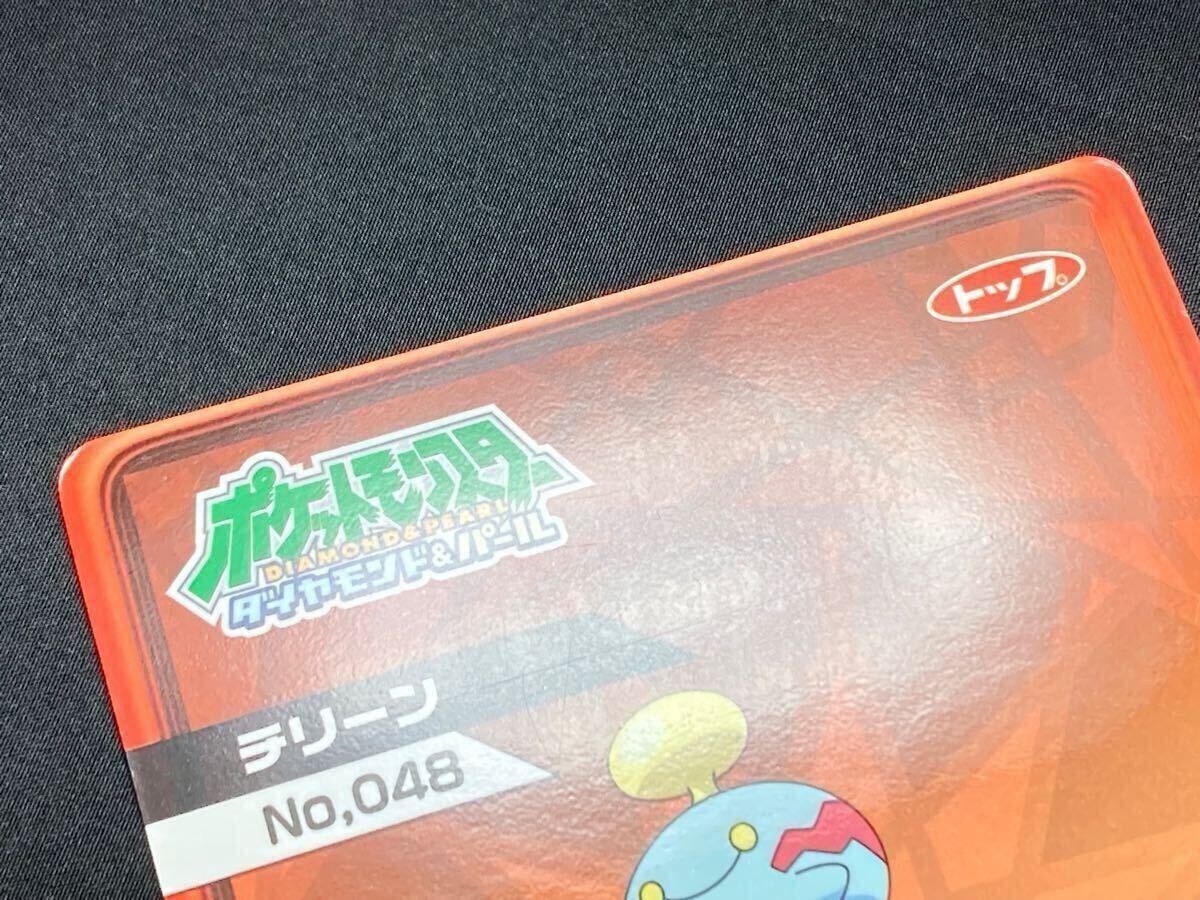 トップ。
ポケットモンスター
DIAMOND&PEARL
ダイヤモンド&パール
チリーン
No,048